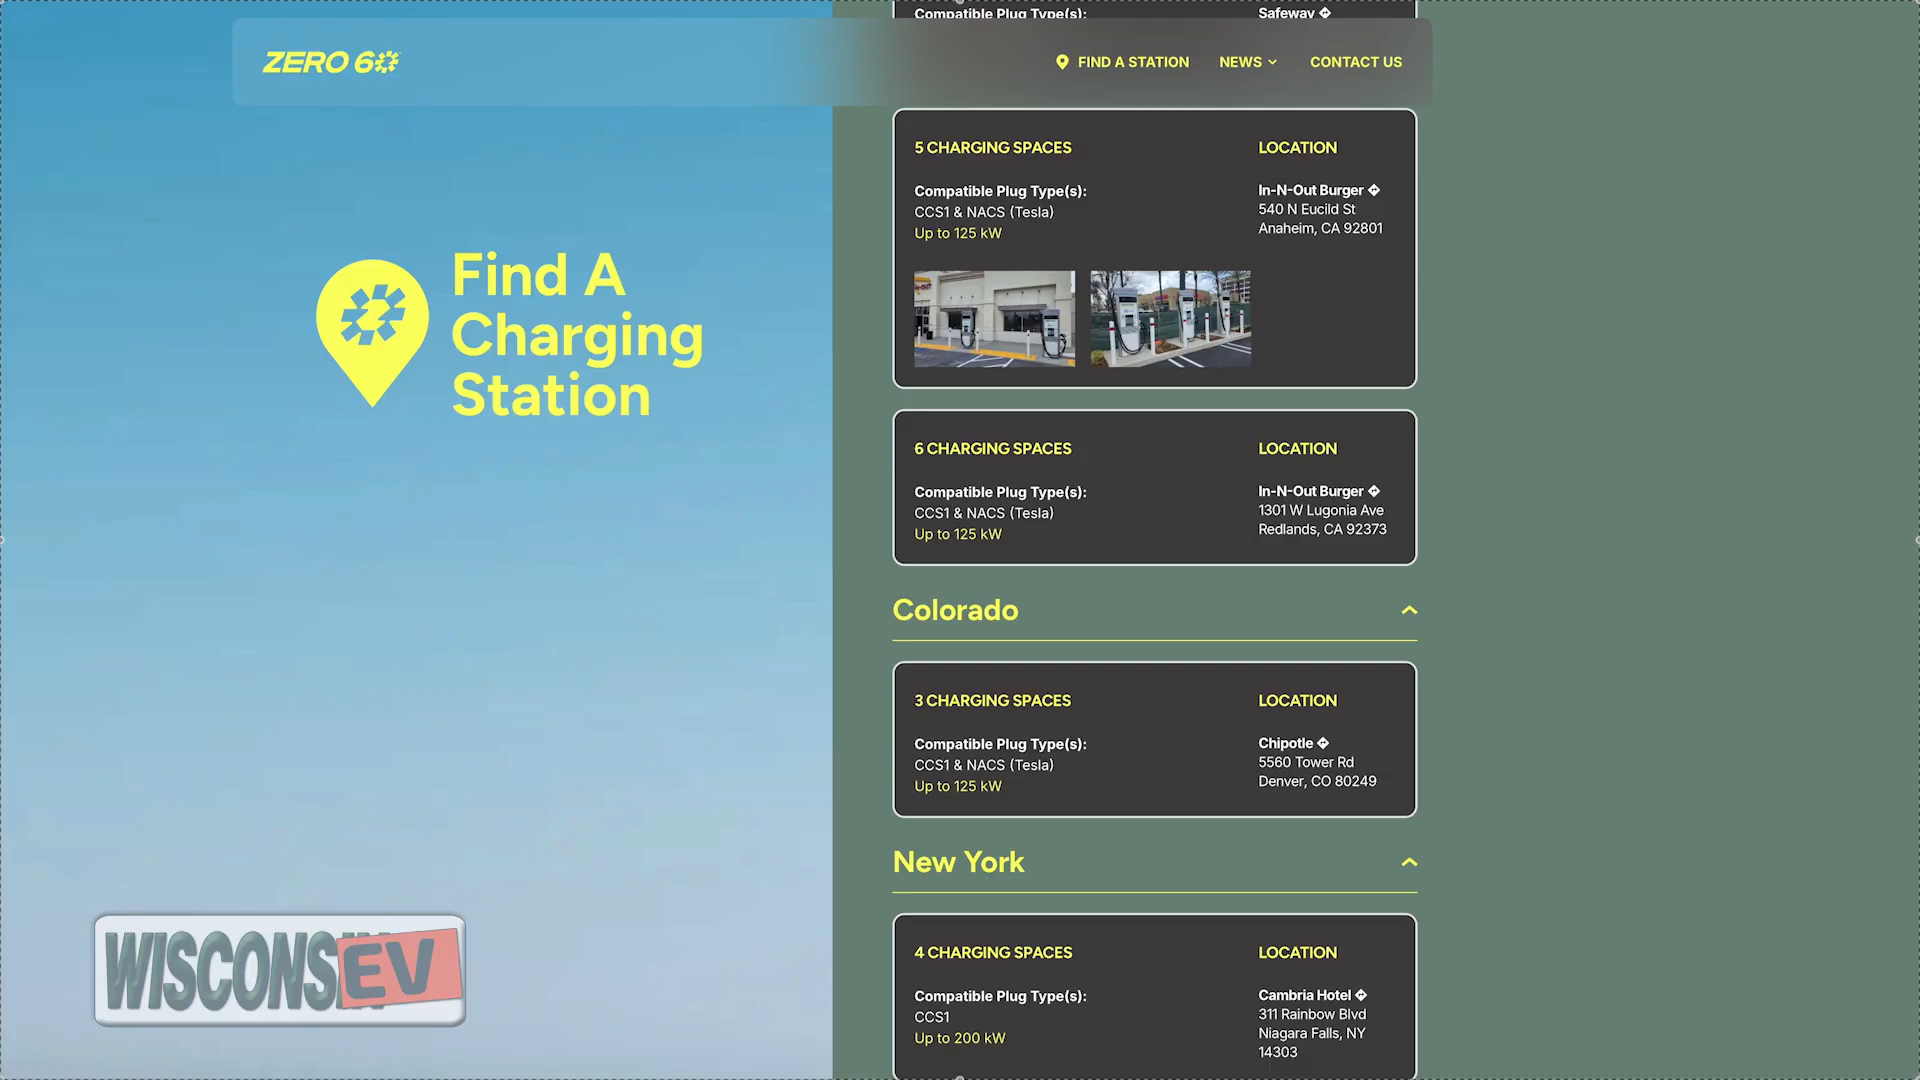 Compatible Plug Type(s):
Safeway
ZERO 60
FIND A STATION
NEWS
CONTACT US
Find A
Charging
Station
5 CHARGING SPACES
LOCATION
Compatible Plug Type(s):
CCS1 & NACS (Tesla)
Up to 125 kW
In-N-Out Burger
540 N Eucild St
Anaheim, CA 92801
6 CHARGING SPACES
LOCATION
Compatible Plug Type(s):
CCS1 & NACS (Tesla)
Up to 125 kW
In-N-Out Burger
1301 W Lugonia Ave
Redlands, CA 92373
Colorado
3 CHARGING SPACES
LOCATION
Compatible Plug Type(s):
CCS1 & NACS (Tesla)
Up to 125 kW
Chipotle
5560 Tower Rd
Denver, CO 80249
New York
4 CHARGING SPACES
LOCATION
Compatible Plug Type(s):
CCS1
Up to 200 kW
Cambria Hotel
311 Rainbow Blvd
Niagara Falls, NY
14303
WISCONSIN EV